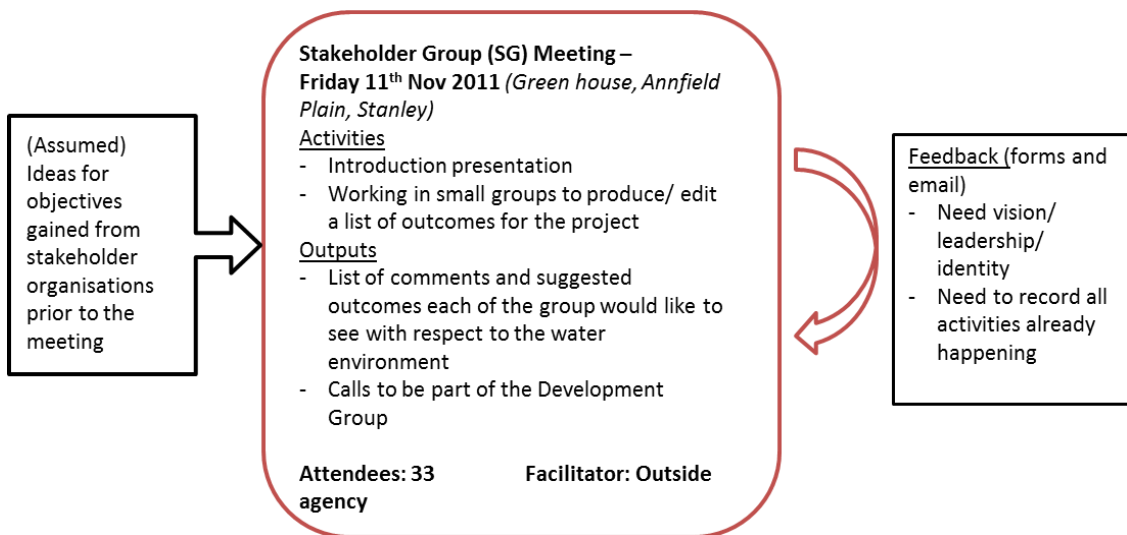 (Assumed)
Ideas for
objectives
gained from
stakeholder
organisations
prior to the
meeting
Stakeholder Group (SG) Meeting –
Friday 11th Nov 2011 (Green house, Annfield
Plain, Stanley)
Activities
- Introduction presentation
- Working in small groups to produce/ edit
a list of outcomes for the project
Outputs
- List of comments and suggested
outcomes each of the group would like to
see with respect to the water
environment
- Calls to be part of the Development
Group
Attendees: 33 Facilitator: Outside
agency
Feedback (forms and
email)
- Need vision/
leadership/
identity
- Need to record all
activities already
happening